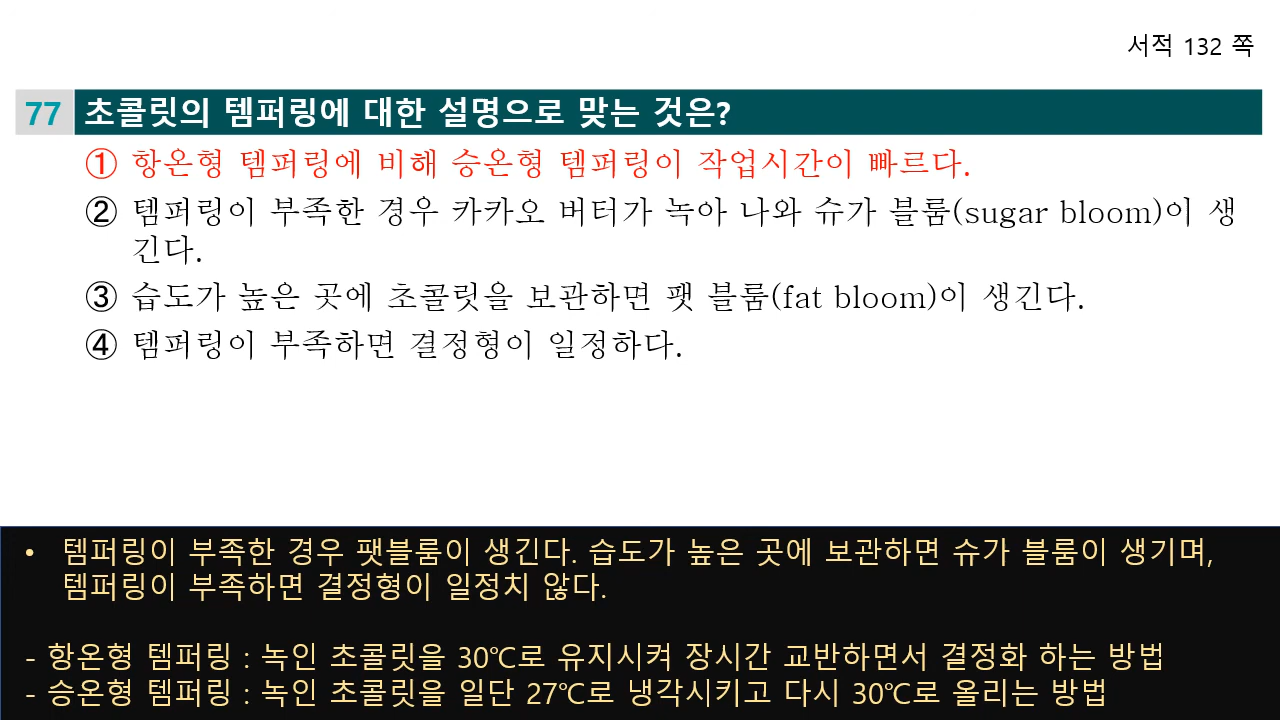 서적 132 쪽
77 초콜릿의 템퍼링에 대한 설명으로 맞는 것은?
① 항온형 템퍼링에 비해 승온형 템퍼링이 작업시간이 빠르다.
② 템퍼링이 부족한 경우 카카오 버터가 녹아 나와 슈가 블룸(sugar bloom)이 생
긴다.
③ 습도가 높은 곳에 초콜릿을 보관하면 팻 블룸(fat bloom)이 생긴다.
④ 템퍼링이 부족하면 결정형이 일정하다.
• 템퍼링이 부족한 경우 팻블룸이 생긴다. 습도가 높은 곳에 보관하면 슈가 블룸이 생기며,
템퍼링이 부족하면 결정형이 일정치 않다.
- 항온형 템퍼링 : 녹인 초콜릿을 30℃로 유지시켜 장시간 교반하면서 결정화 하는 방법
- 승온형 템퍼링 : 녹인 초콜릿을 일단 27℃로 냉각시키고 다시 30℃로 올리는 방법